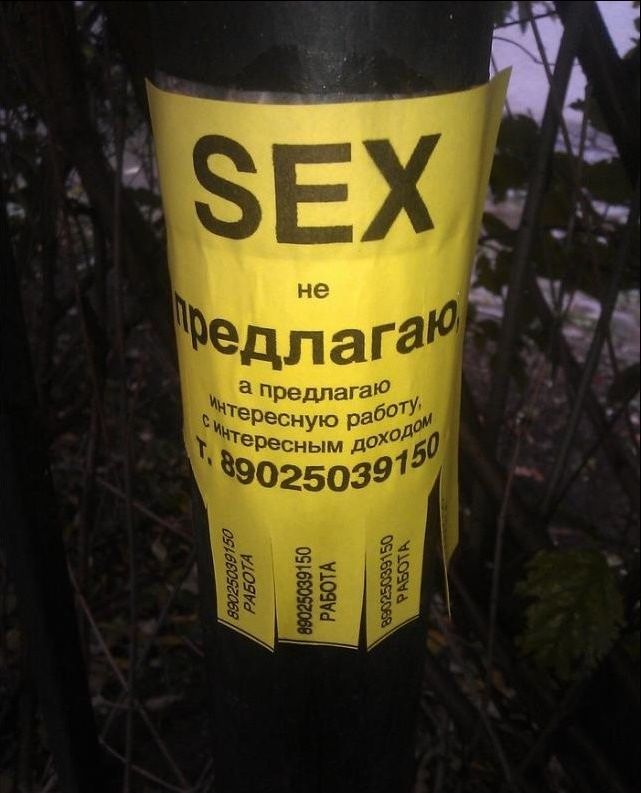 SEX
не
предлагаю,
а предлагаю
интересную работу,
с интересным доходом
т. 89025039150
89025039150
РАБОТА
89025039150
РАБОТА
89025039150
РАБОТА